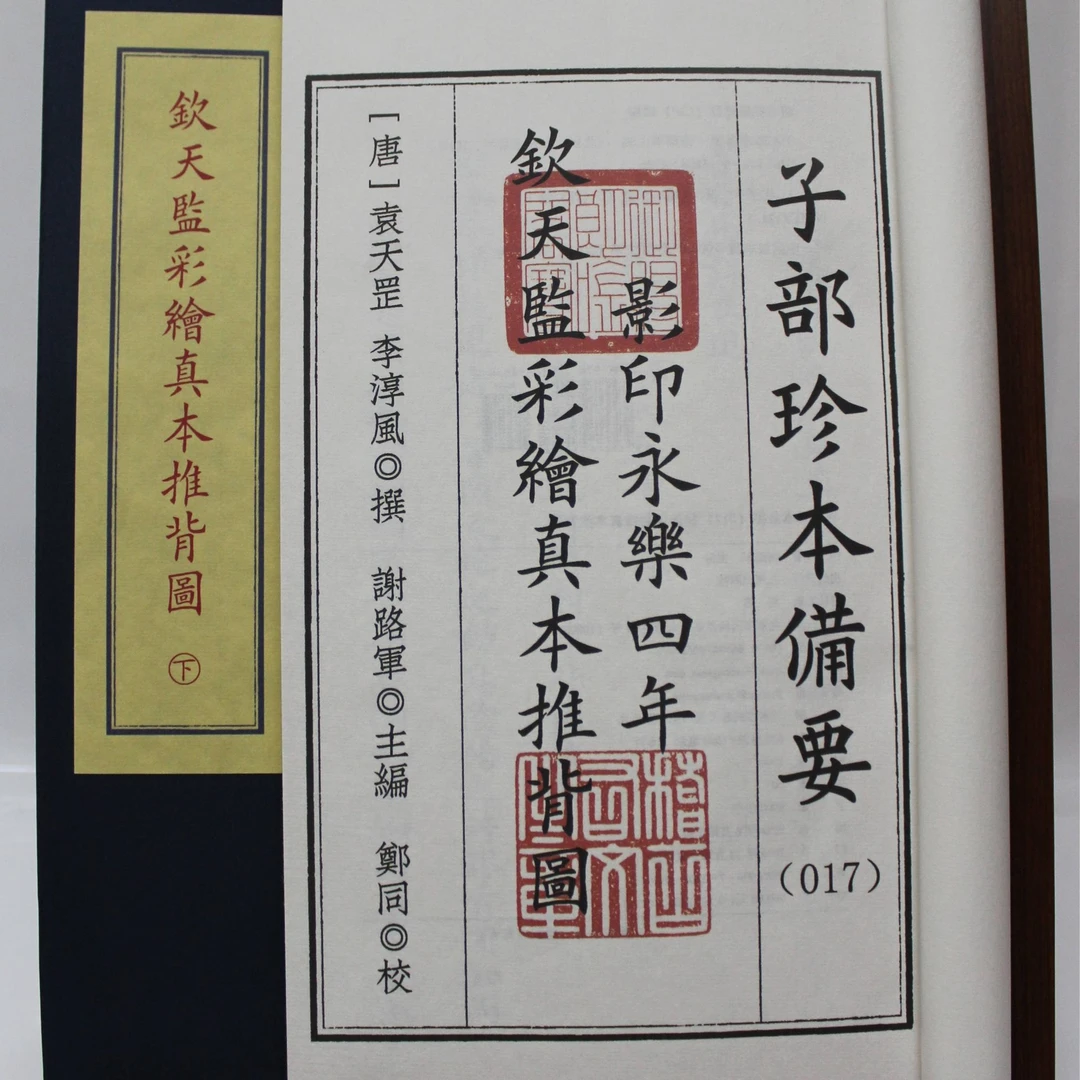 子部珍本備要
（017）
影印永樂四年
欽天監彩繪真本推背圖
[唐]袁天罡 李淳風◎撰 謝路軍◎主編 鄭同◎校
欽天監彩繪真本推背圖 下